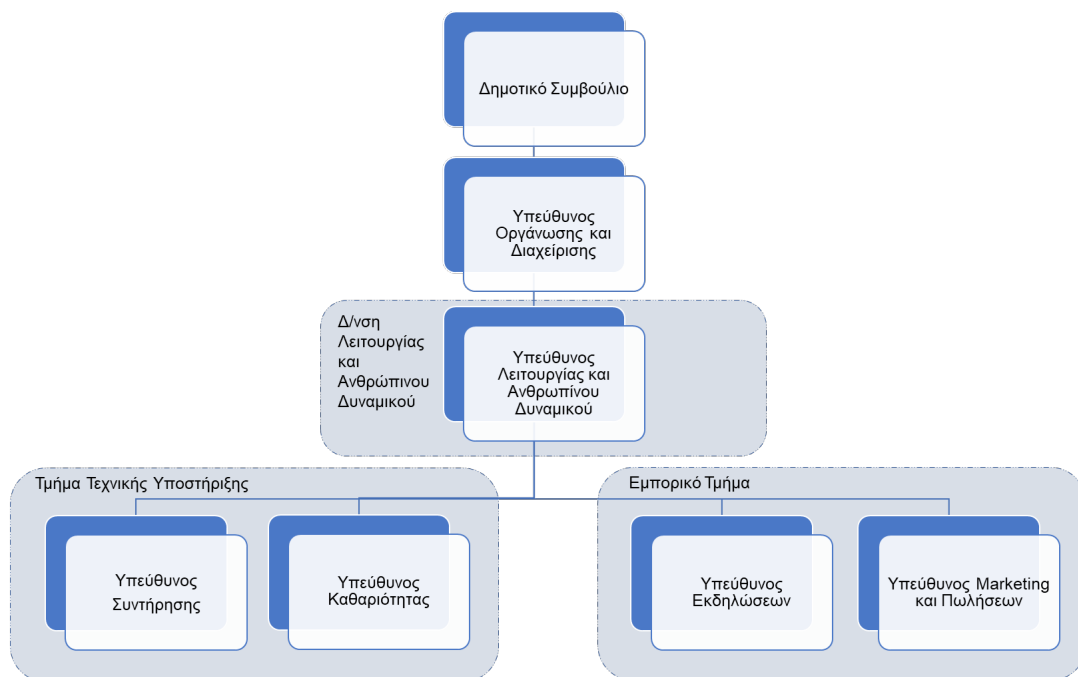 Δημοτικό Συμβούλιο
Υπεύθυνος
Οργάνωσης και
Διαχείρισης
Δ/νση
Λειτουργίας
και
Ανθρώπινου
Δυναμικού
Υπεύθυνος
Λειτουργίας και
Ανθρωπίνου
Δυναμικού
Τμήμα Τεχνικής Υποστήριξης
Υπεύθυνος
Συντήρησης
Υπεύθυνος
Καθαριότητας
Εμπορικό Τμήμα
Υπεύθυνος
Εκδηλώσεων
Υπεύθυνος Marketing
και Πωλήσεων